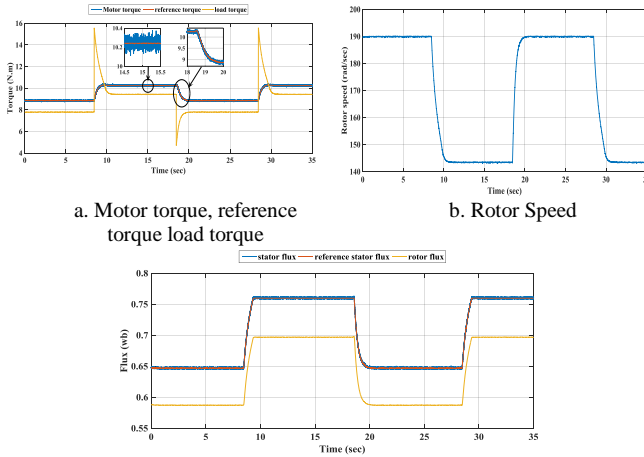 Motor torque reference torque load torque
16
14
12
10
8
6
4
Torque (N.m)
10.4
10.2
10
14.5 15 15.5
10
9.5
9
18 19 20
0 5 10 15 20 25 30 35
Time (sec)
200
190
180
170
160
150
140
Rotor speed (rad/sec)
0 5 10 15 20 25 30 35
Time (sec)
a. Motor torque, reference
torque load torque
b. Rotor Speed
stator flux reference stator flux rotor flux
0.8
0.75
0.7
0.65
0.6
0.55
Flux (wb)
0 5 10 15 20 25 30 35
Time (sec)